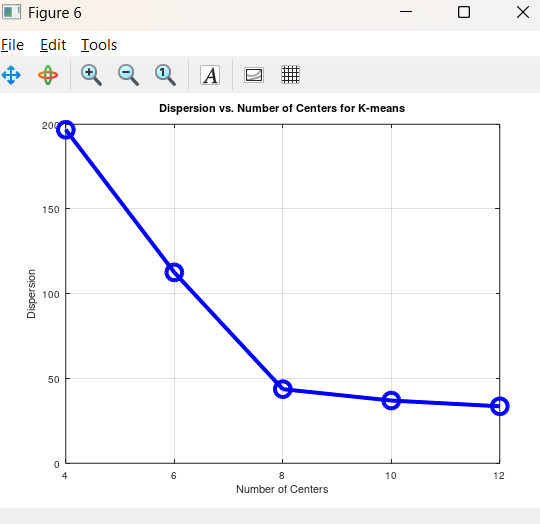 Figure 6
File Edit Tools
A
Dispersion vs. Number of Centers for K-means
200
150
100
50
0
Dispersion
4 6 8 10 12
Number of Centers